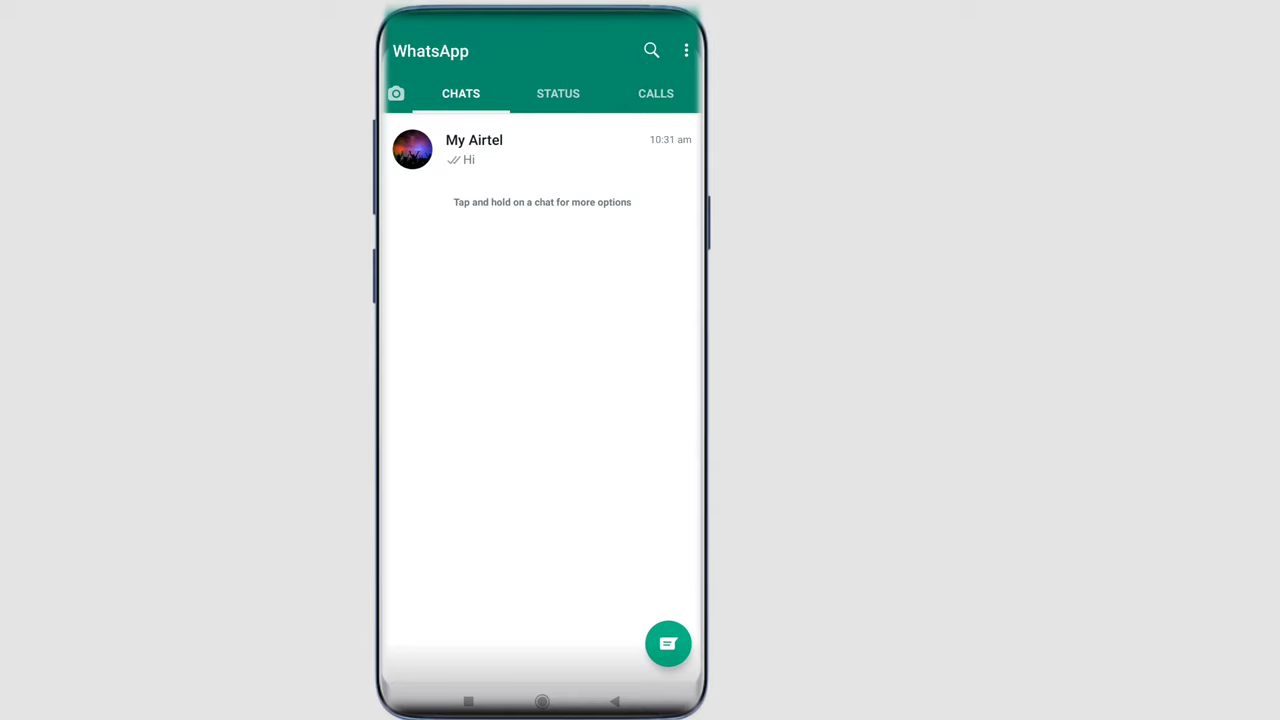 WhatsApp
CHATS STATUS CALLS
My Airtel 10:31 am
Hi
Tap and hold on a chat for more options